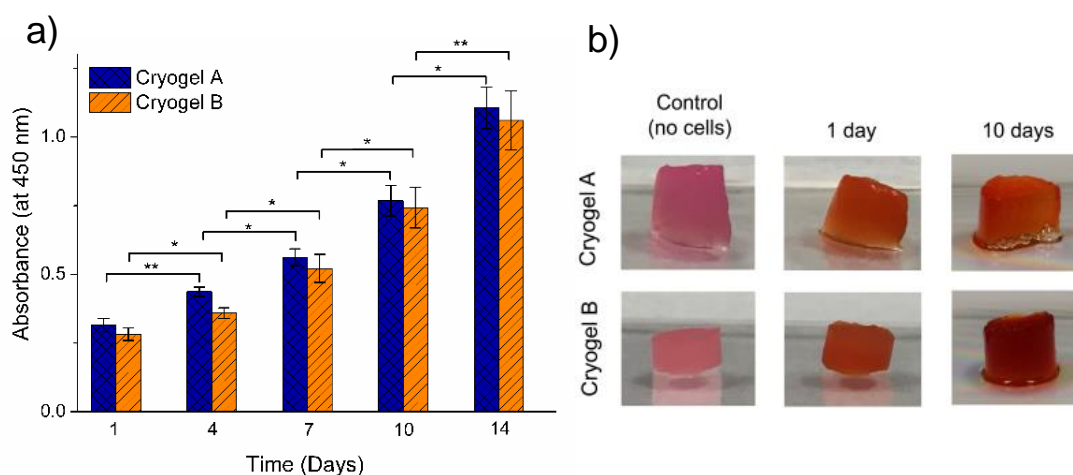 a)
Cryogel A
Cryogel B
Absorbance (at 450 nm)
1.0
0.5
0.0
**
*
*
*
*
*
*
**
1
4
7
10
14
Time (Days)
b)
Control
(no cells)
1 day
10 days
Cryogel A
Cryogel B